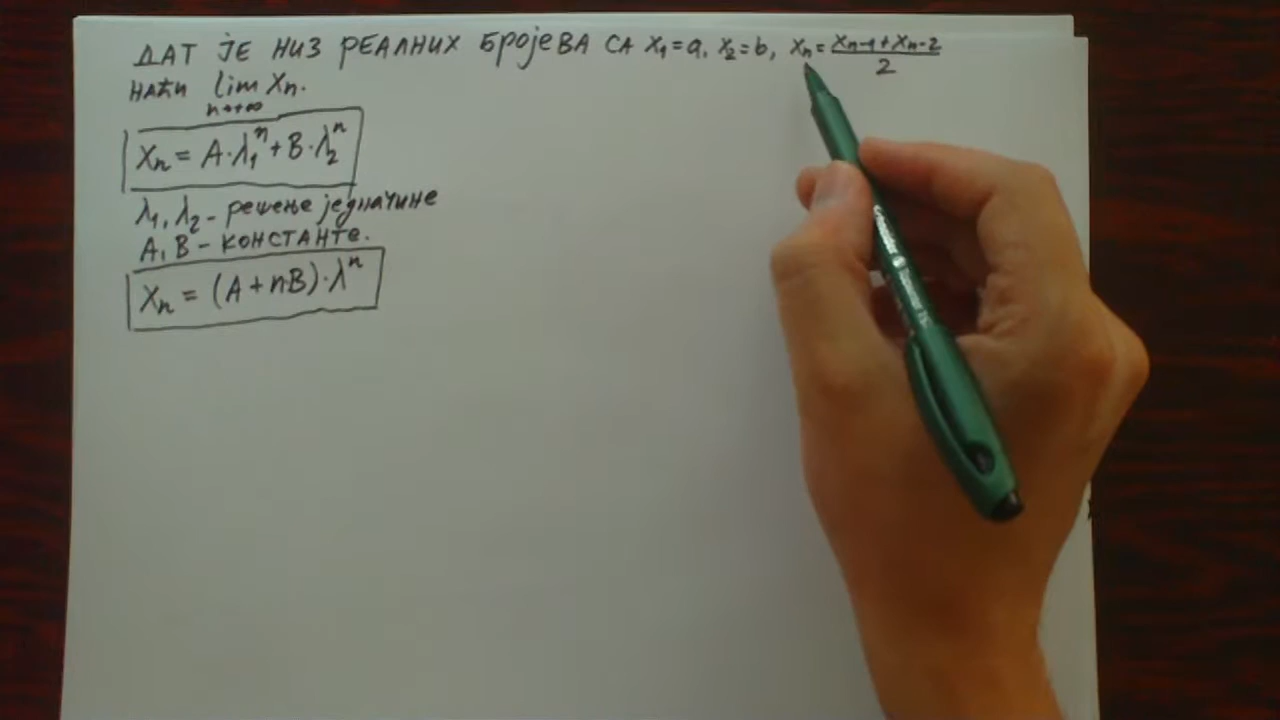 ДАТ ЈЕ НИЗ РЕАЛНИХ БРОЈЕВА СА x₁=a, x₂=b, xₙ=(xₙ₋₁+xₙ₋₂)/2
НАЋИ lim xₙ.
n→+∞
xₙ = A·λ₁ⁿ+B·λ₂ⁿ
λ₁, λ₂ - решење једначине
A, B - константе.
xₙ = (A+nB)·λⁿ